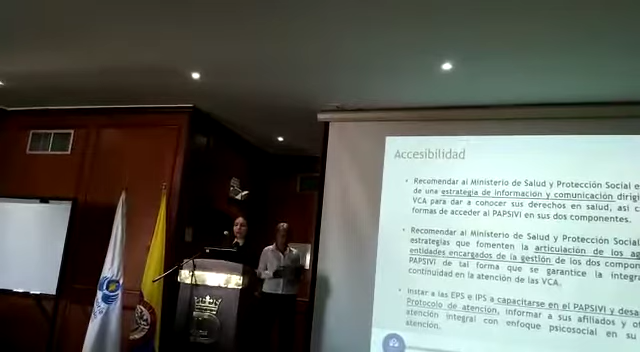 Accesibilidad
• Recomendar al Ministerio de Salud y Protección Social e
de una estrategia de información y comunicación dirigi
VCA para dar a conocer sus derechos en salud, así c
formas de acceder al PAPSIVI en sus dos componentes.
• Recomendar al Ministerio de Salud y Protección Social
estrategias que fomenten la articulación de los ag
entidades encargados de la gestión de los dos compon
PAPSIVI de tal forma que se garantice la integra
continuidad en la atención de las VCA.
• Instar a las EPS e IPS a capacitarse en el PAPSIVI y desa
Protocolo de atención, informar a sus afiliados y o
atención integral con enfoque psicosocial en su
atención.